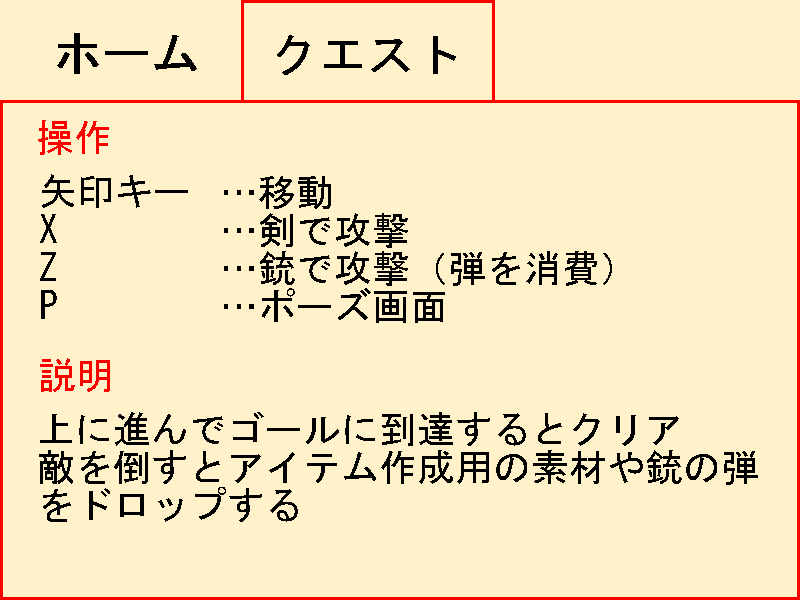 ホーム クエスト
操作
矢印キー …移動
X …剣で攻撃
Z …銃で攻撃（弾を消費）
P …ポーズ画面
説明
上に進んでゴールに到達するとクリア
敵を倒すとアイテム作成用の素材や銃の弾
をドロップする